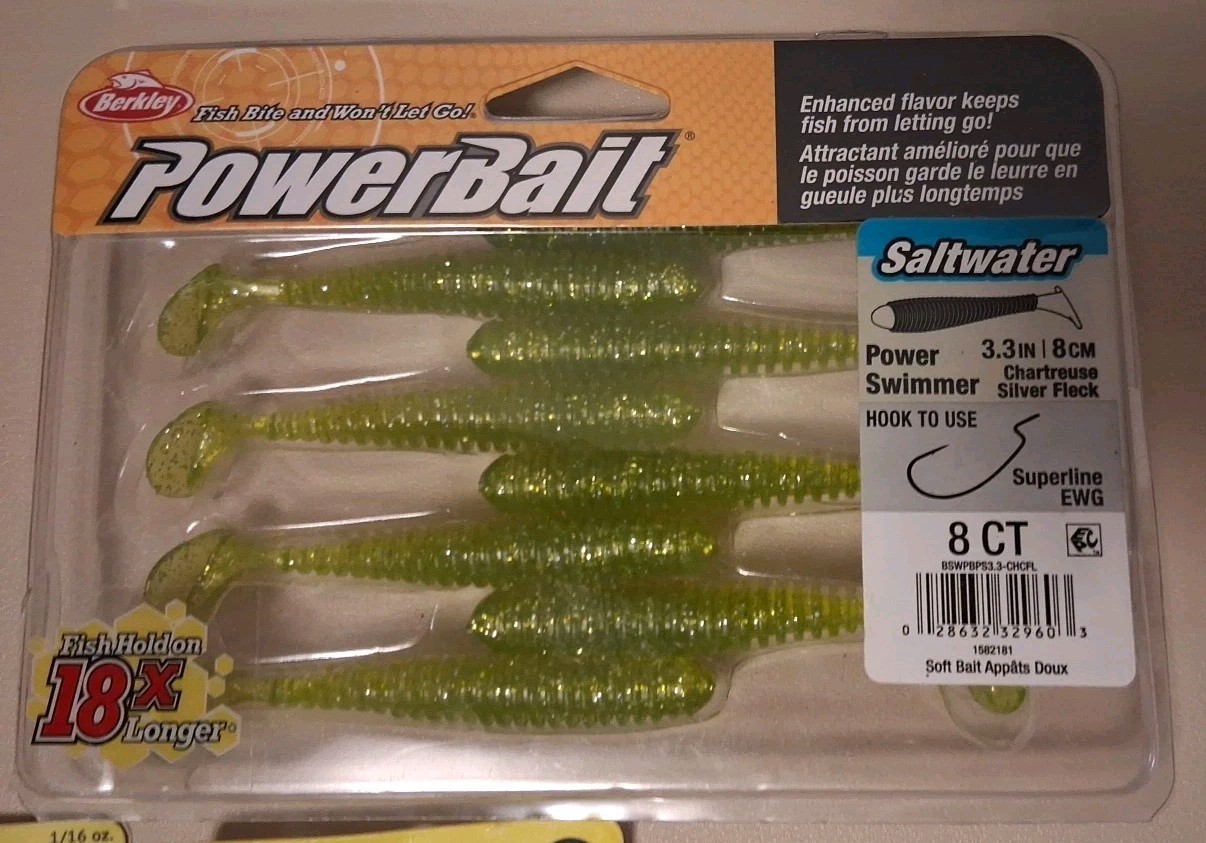 Berkley
Fish Bite and Won't Let Go!
PowerBait®
Enhanced flavor keeps
fish from letting go!
Attractant amélioré pour que
le poisson garde le leurre en
gueule plus longtemps
Saltwater
Power
Swimmer
3.3IN | 8CM
Chartreuse
Silver Fleck
HOOK TO USE
Superline
EWG
8 CT
BSWPBPS3.3-CHCFL
0 28632 32960 3
1582181
Soft Bait Appâts Doux
Fish Hold on
18x
Longer
1/16 oz.